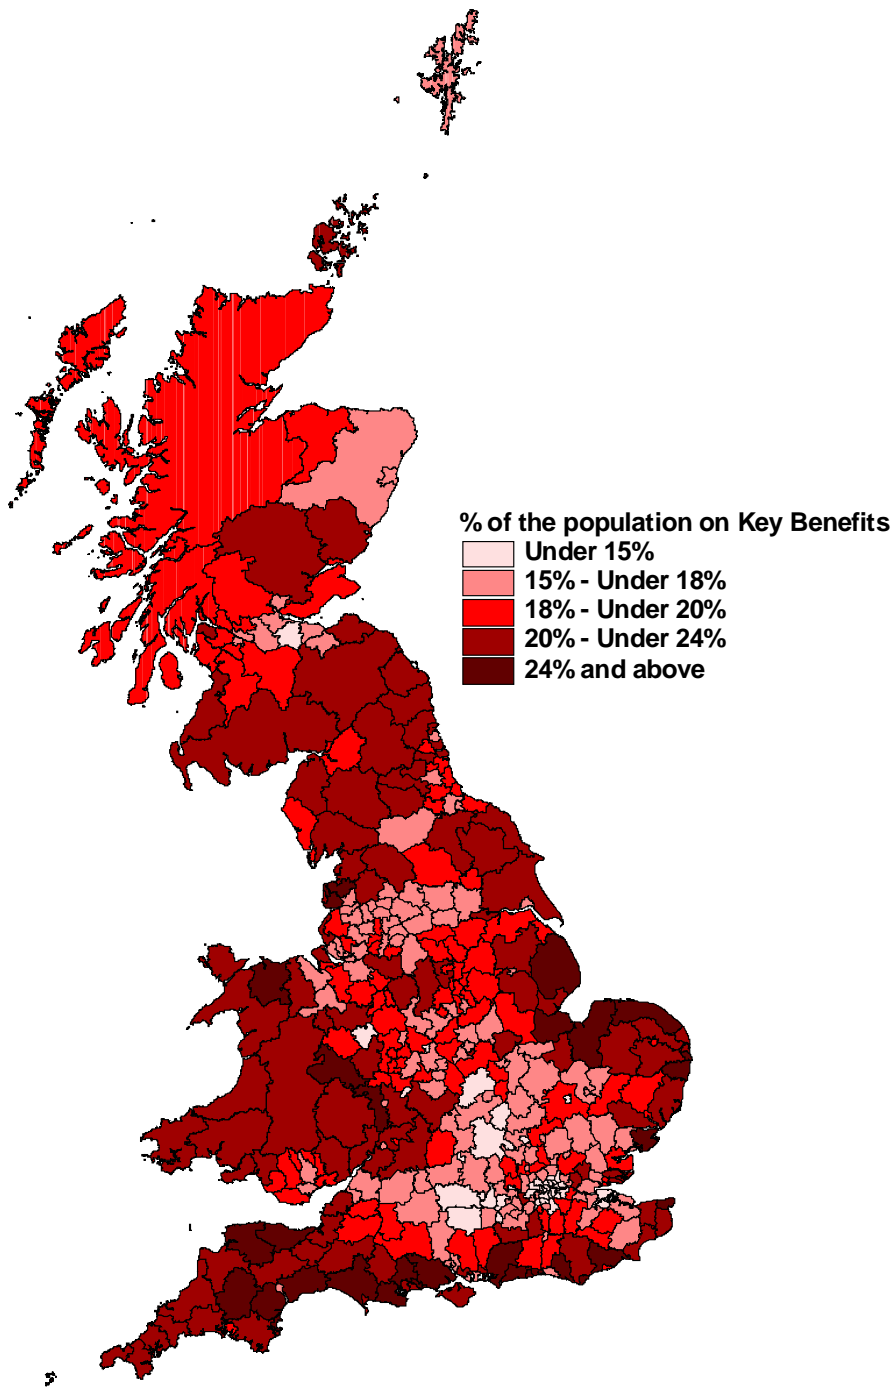 % of the population on Key Benefits
Under 15%
15% - Under 18%
18% - Under 20%
20% - Under 24%
24% and above